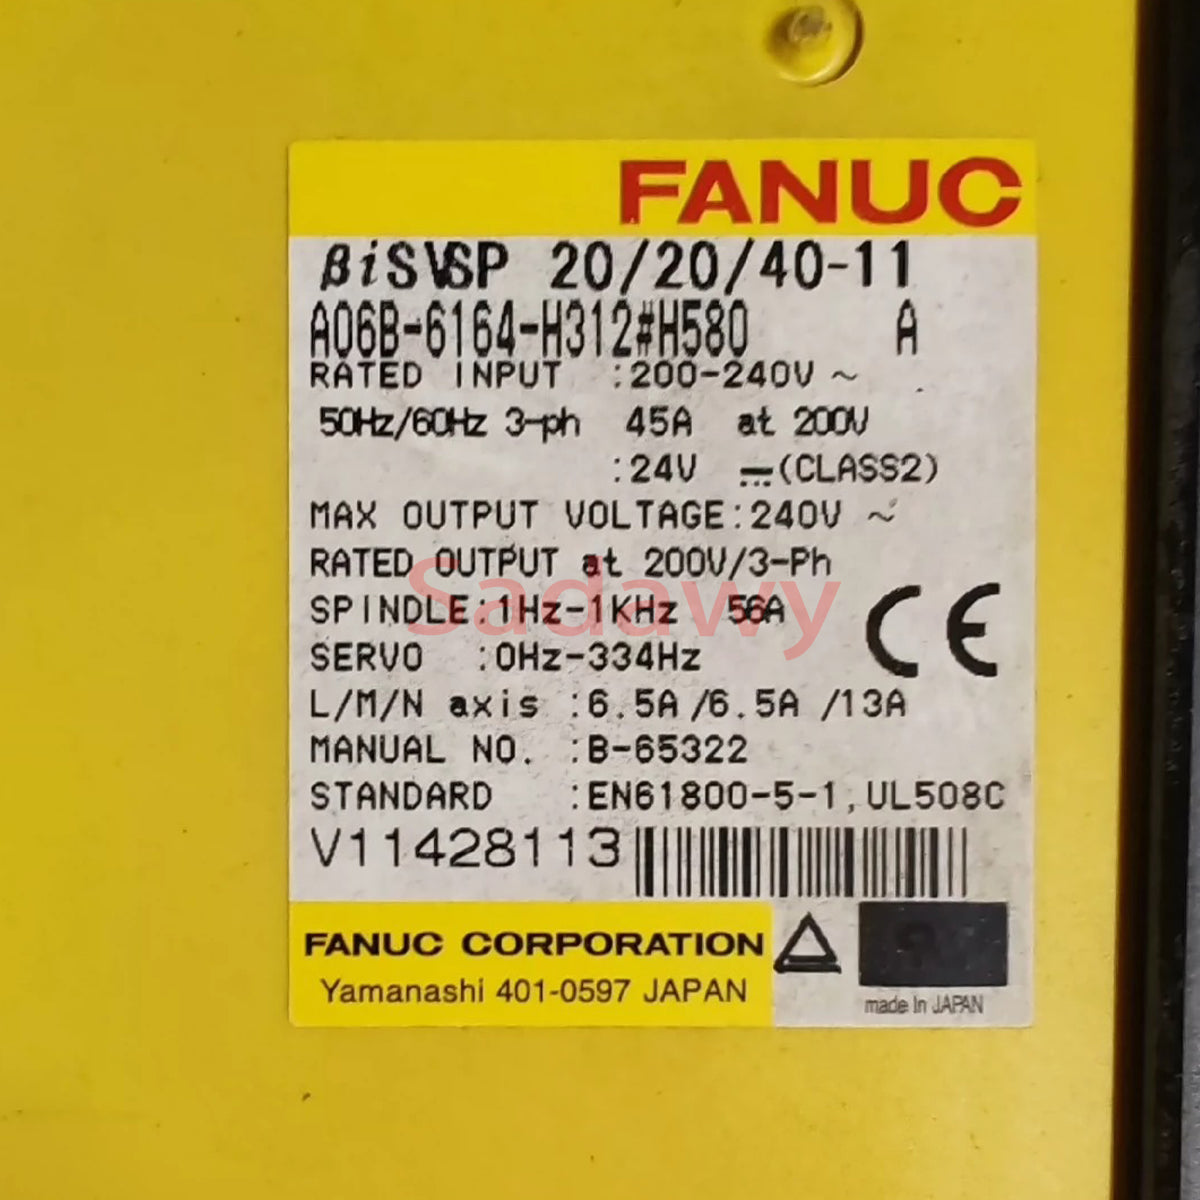 FANUC
βiSVSP 20/20/40-11
A06B-6164-H312#H580 A
RATED INPUT :200-240V ~
50Hz/60Hz 3-ph 45A at 200V
:24V ⎓(CLASS2)
MAX OUTPUT VOLTAGE:240V ~
RATED OUTPUT at 200V/3-Ph
SPINDLE:1Hz-1KHz 56A
SERVO :0Hz-334Hz
L/M/N axis :6.5A/6.5A/13A
MANUAL NO. :B-65322
STANDARD :EN61800-5-1,UL508C
CE
V11428113
FANUC CORPORATION
Yamanashi 401-0597 JAPAN
made In JAPAN
Sadawy